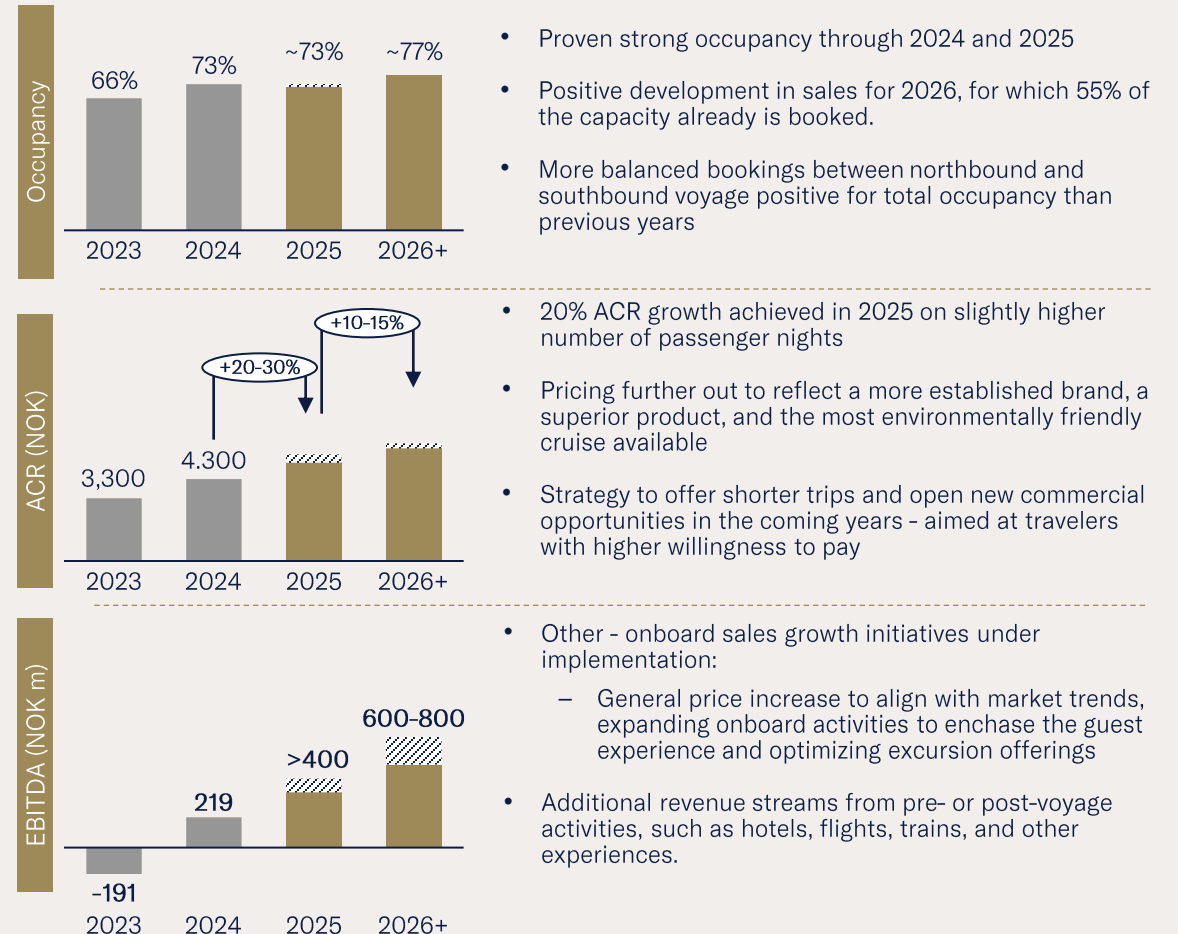 Occupancy
66%
73%
~73%
~77%
2023
2024
2025
2026+
• Proven strong occupancy through 2024 and 2025
• Positive development in sales for 2026, for which 55% of
the capacity already is booked.
• More balanced bookings between northbound and
southbound voyage positive for total occupancy than
previous years
ACR (NOK)
+10-15%
+20-30%
3,300
4.300
2023
2024
2025
2026+
• 20% ACR growth achieved in 2025 on slightly higher
number of passenger nights
• Pricing further out to reflect a more established brand, a
superior product, and the most environmentally friendly
cruise available
• Strategy to offer shorter trips and open new commercial
opportunities in the coming years - aimed at travelers
with higher willingness to pay
EBITDA (NOK m)
-191
219
>400
600-800
2023
2024
2025
2026+
• Other - onboard sales growth initiatives under
implementation:
– General price increase to align with market trends,
expanding onboard activities to enchase the guest
experience and optimizing excursion offerings
• Additional revenue streams from pre- or post-voyage
activities, such as hotels, flights, trains, and other
experiences.